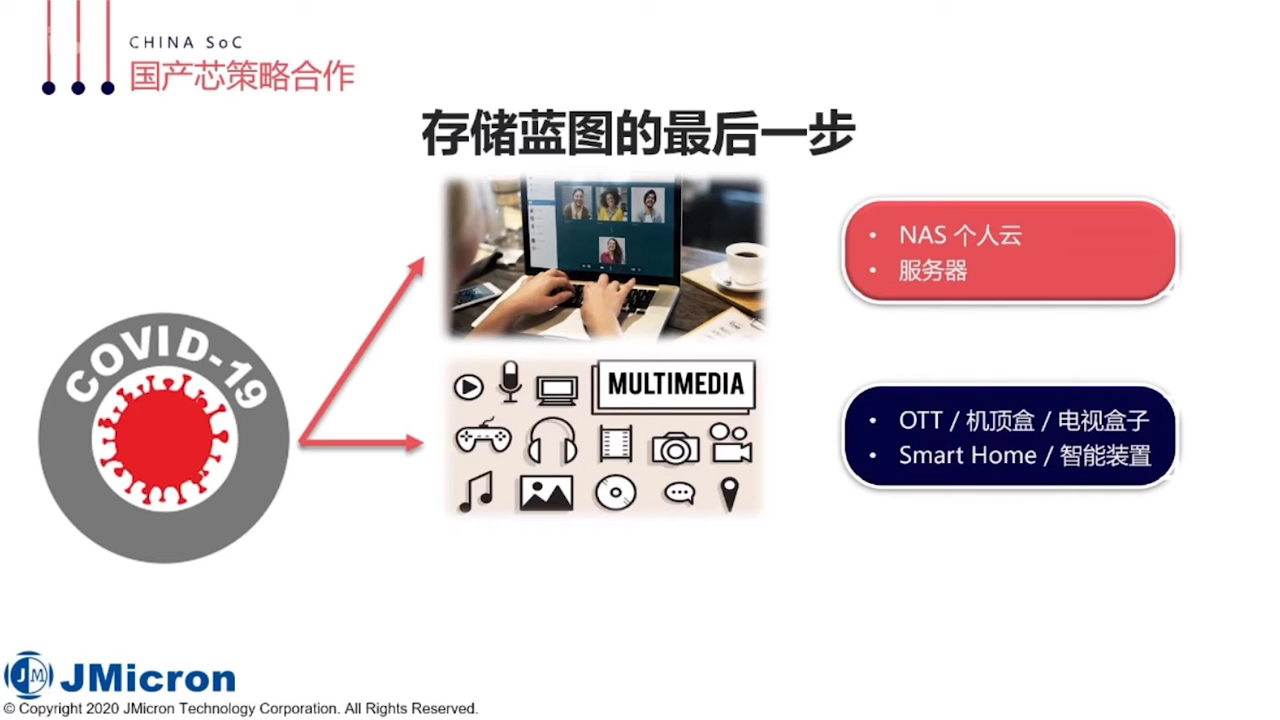 CHINA SoC
国产芯策略合作
存储蓝图的最后一步
COVID-19
MULTIMEDIA
• NAS 个人云
• 服务器
• OTT / 机顶盒 / 电视盒子
• Smart Home / 智能装置
JM JMicron
© Copyright 2020 JMicron Technology Corporation. All Rights Reserved.